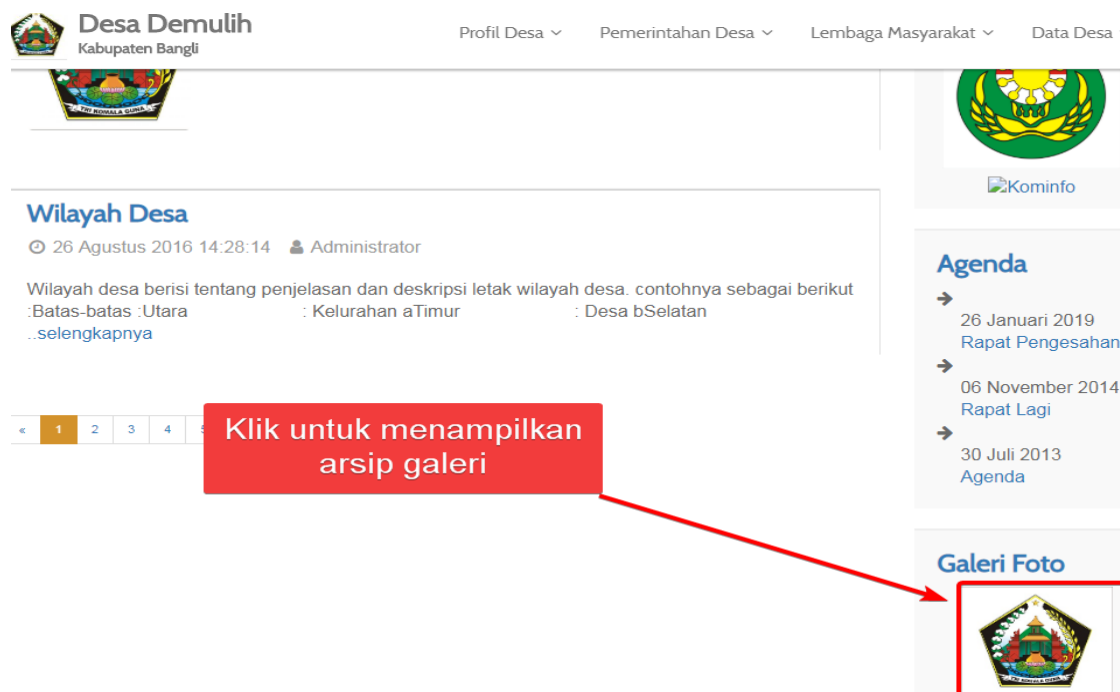 Desa Demulih
Kabupaten Bangli
Profil Desa
Pemerintahan Desa
Lembaga Masyarakat
Data Desa
TRI KOMALA GUNA
Kominfo
Wilayah Desa
26 Agustus 2016 14:28:14 Administrator
Wilayah desa berisi tentang penjelasan dan deskripsi letak wilayah desa. contohnya sebagai berikut
:Batas-batas :Utara : Kelurahan aTimur : Desa bSelatan
..selengkapnya
« 1 2 3 4
Klik untuk menampilkan
arsip galeri
Agenda
26 Januari 2019
Rapat Pengesahan
06 November 2014
Rapat Lagi
30 Juli 2013
Agenda
Galeri Foto